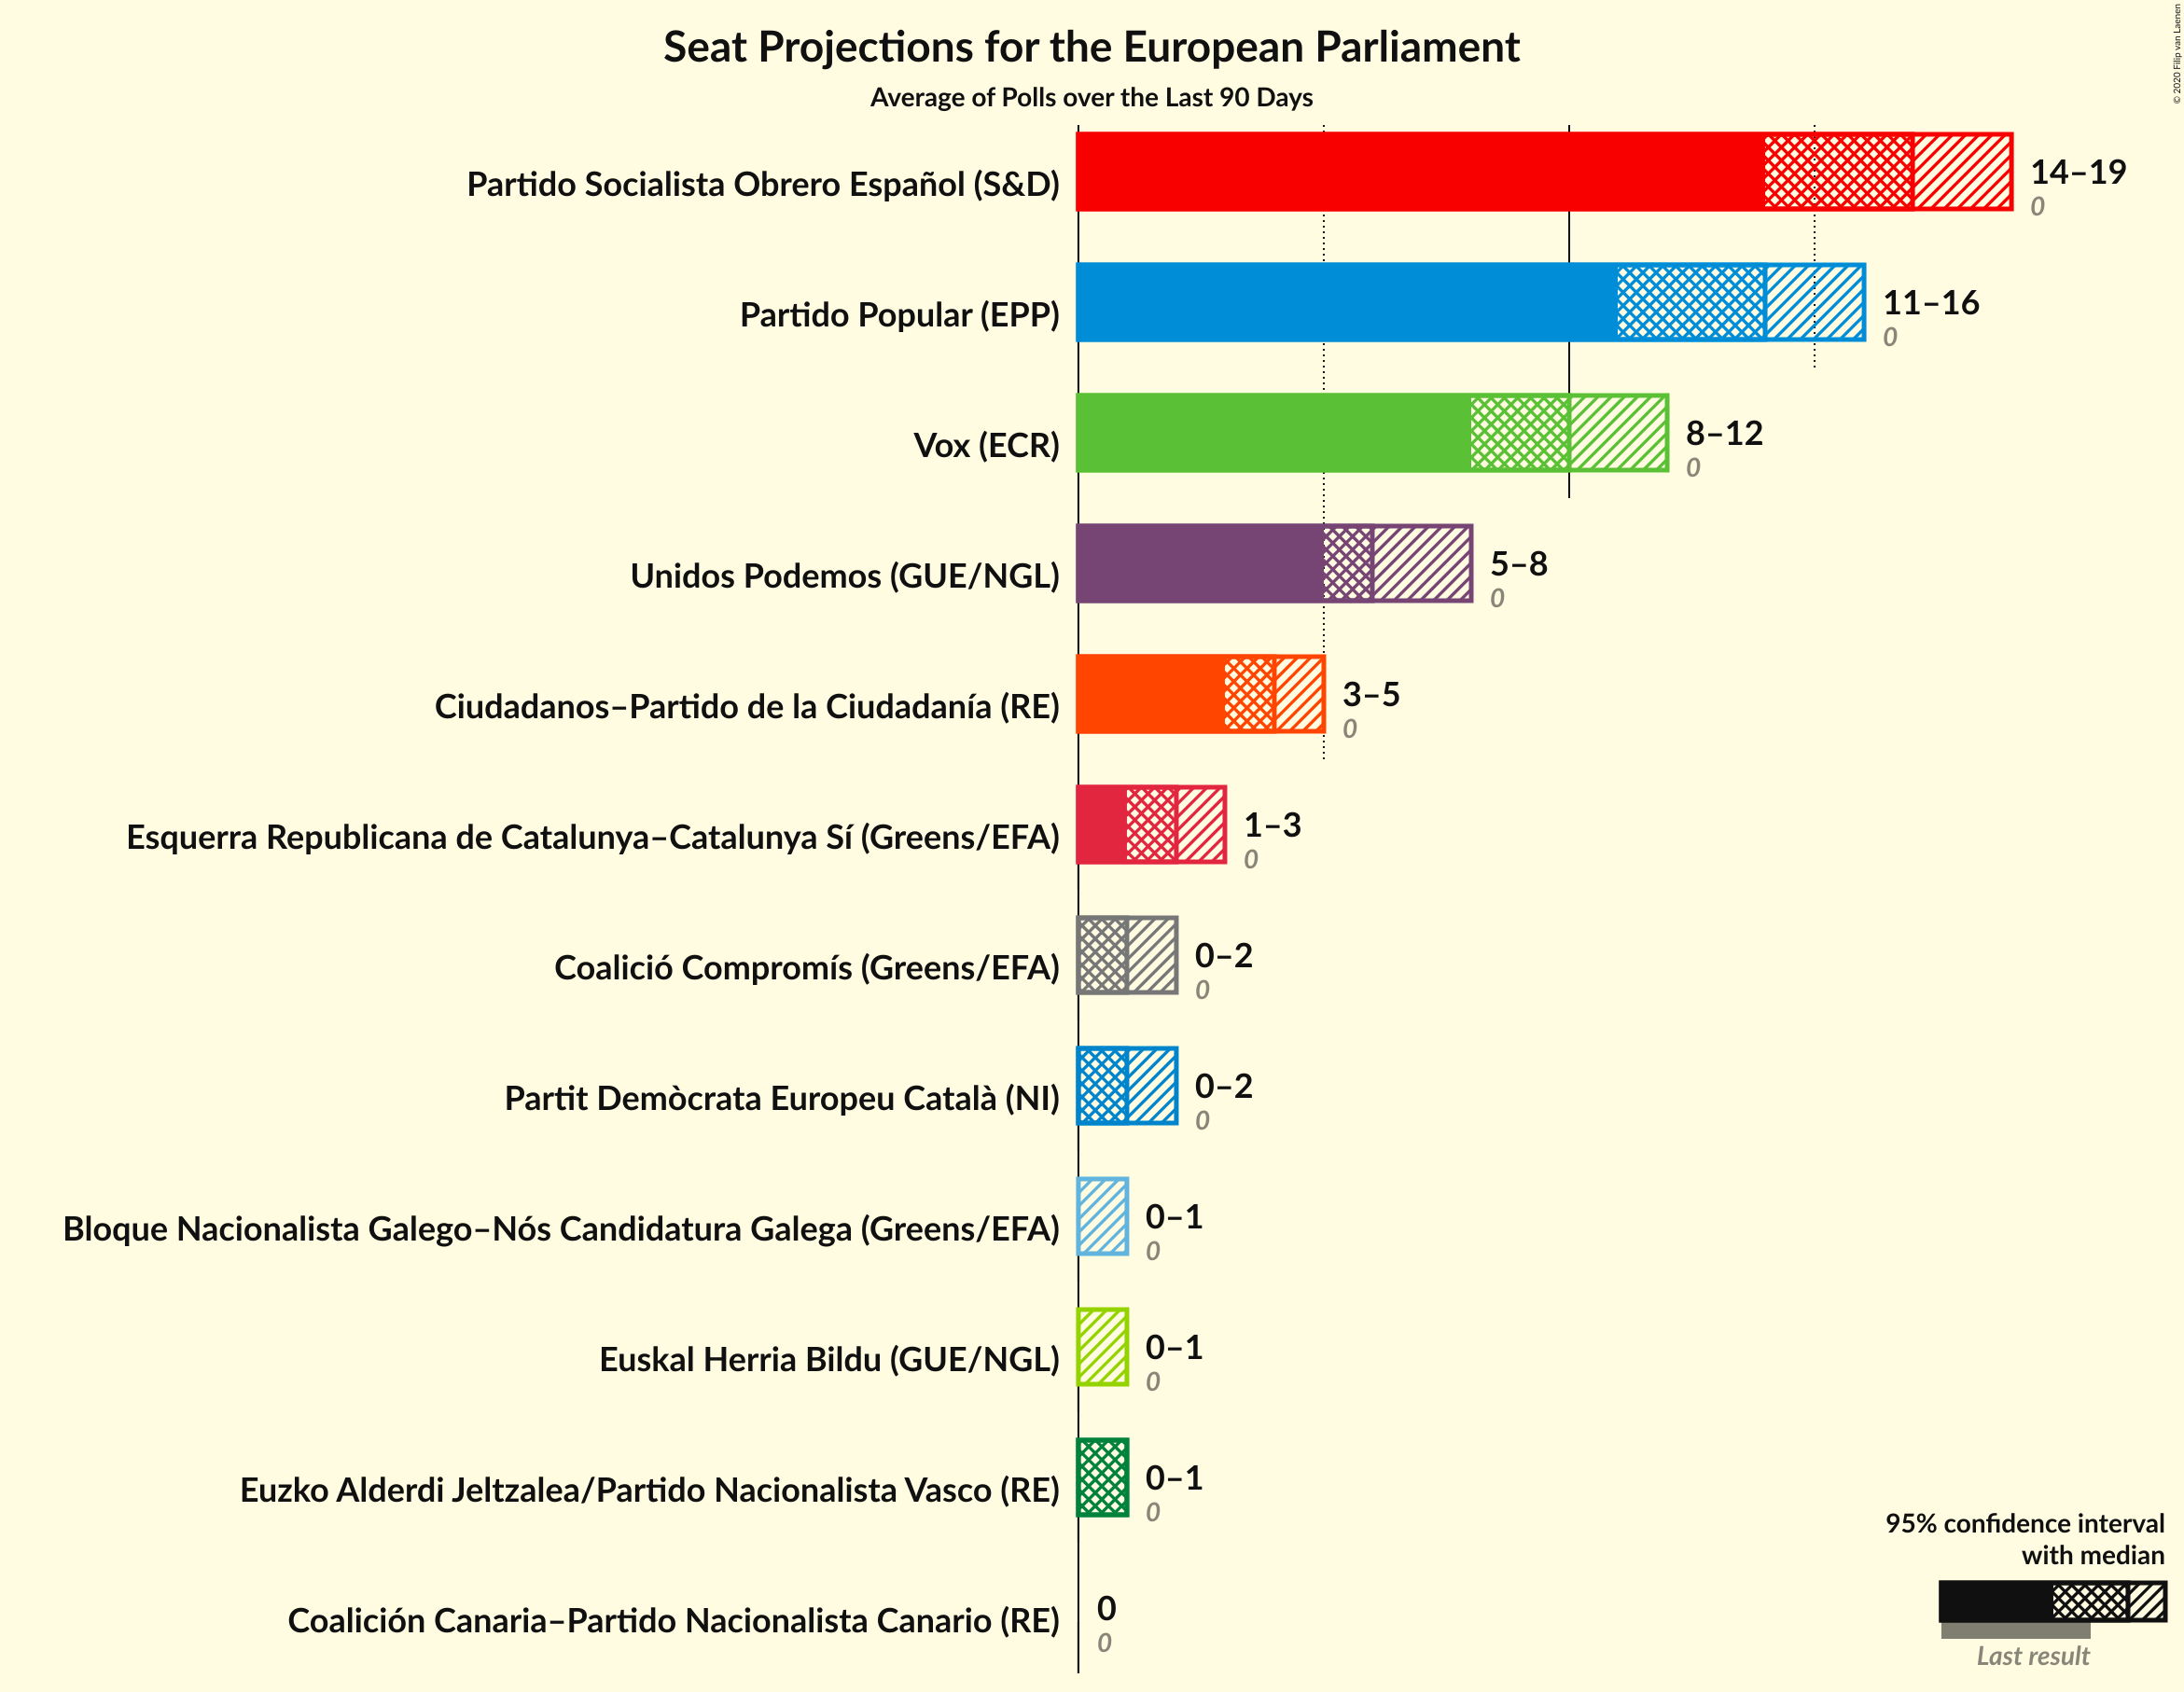 Seat Projections for the European Parliament
Average of Polls over the Last 90 Days
© 2020 Filip van Laenen
Partido Socialista Obrero Español (S&D)
14–19
0
Partido Popular (EPP)
11–16
0
Vox (ECR)
8–12
0
Unidos Podemos (GUE/NGL)
5–8
0
Ciudadanos–Partido de la Ciudadanía (RE)
3–5
0
Esquerra Republicana de Catalunya–Catalunya Sí (Greens/EFA)
1–3
0
Coalició Compromís (Greens/EFA)
0–2
0
Partit Demòcrata Europeu Català (NI)
0–2
0
Bloque Nacionalista Galego–Nós Candidatura Galega (Greens/EFA)
0–1
0
Euskal Herria Bildu (GUE/NGL)
0–1
0
Euzko Alderdi Jeltzalea/Partido Nacionalista Vasco (RE)
0–1
0
Coalición Canaria–Partido Nacionalista Canario (RE)
0
0
95% confidence interval
with median
Last result